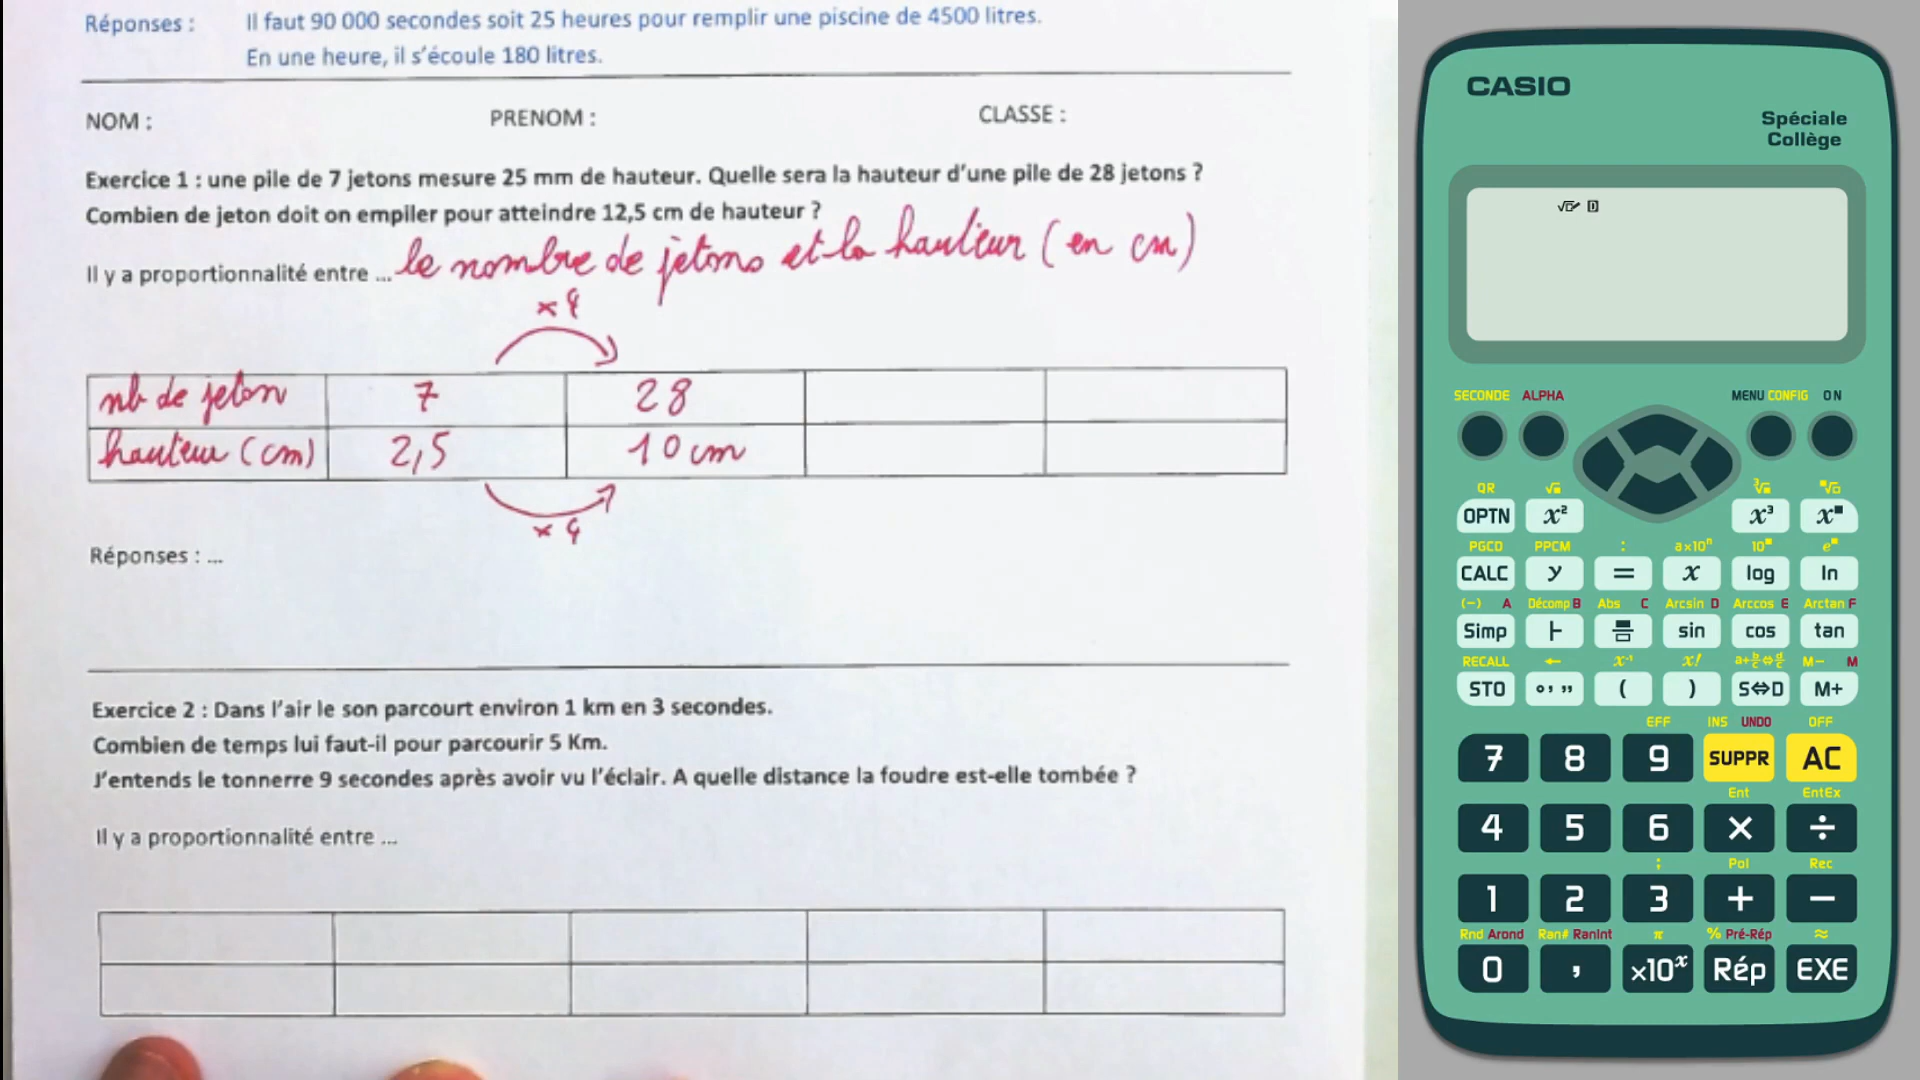 Réponses : Il faut 90 000 secondes soit 25 heures pour remplir une piscine de 4500 litres.
En une heure, il s'écoule 180 litres.
NOM : PRENOM : CLASSE :
Exercice 1 : une pile de 7 jetons mesure 25 mm de hauteur. Quelle sera la hauteur d'une pile de 28 jetons ?
Combien de jeton doit on empiler pour atteindre 12,5 cm de hauteur ?
Il y a proportionnalité entre ... le nombre de jetons et la hauteur (en cm)
× 4
nb de jeton 7 28
hauteur (cm) 2,5 10 cm
× 4
Réponses : ...
Exercice 2 : Dans l'air le son parcourt environ 1 km en 3 secondes.
Combien de temps lui faut-il pour parcourir 5 Km.
J'entends le tonnerre 9 secondes après avoir vu l'éclair. A quelle distance la foudre est-elle tombée ?
Il y a proportionnalité entre ...
CASIO
Spéciale
Collège
√ D
SECONDE ALPHA MENU CONFIG ON
QR √■ ³√■ ■√□
OPTN x² x³ x■
PGCD PPCM : a×10ⁿ 10■ e■
CALC y = x log ln
(−) A Décomp B Abs C Arcsin D Arccos E Arctan F
Simp ⊢ sin cos tan
RECALL ← x⁻¹ x! a+b/c⇔d/c M− M
STO ° ’ ” ( ) S⇔D M+
EFF INS UNDO OFF
7 8 9 SUPPR AC
Ent EntEx
4 5 6 × ÷
; Pol Rec
1 2 3 + −
Rnd Arond Ran# RanInt π % Pré-Rép ≈
0 , ×10ˣ Rép EXE